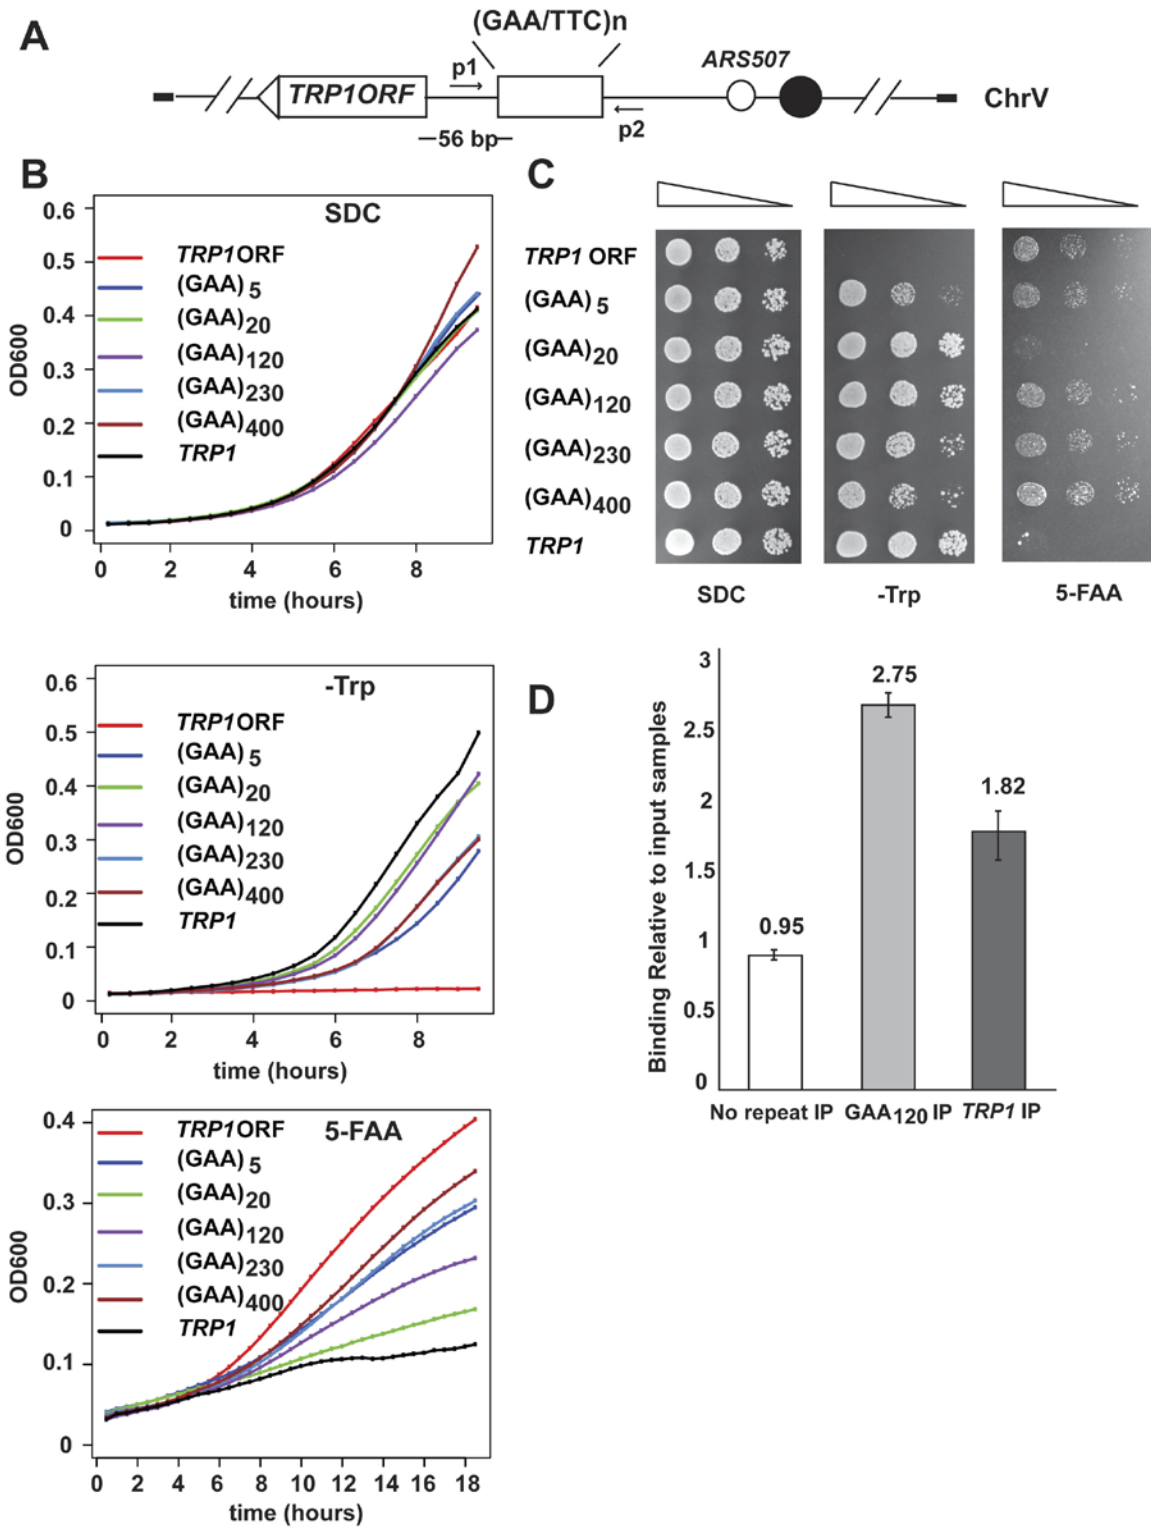 A
(GAA/TTC)n
p1
ARS507
TRP1ORF
ChrV
p2
56 bp
B
SDC
0.6
0.5
0.4
0.3
0.2
0.1
0
OD600
TRP1ORF
(GAA)5
(GAA)20
(GAA)120
(GAA)230
(GAA)400
TRP1
0 2 4 6 8
time (hours)
-Trp
0.6
0.5
0.4
0.3
0.2
0.1
0
OD600
TRP1ORF
(GAA)5
(GAA)20
(GAA)120
(GAA)230
(GAA)400
TRP1
0 2 4 6 8
time (hours)
5-FAA
0.4
0.3
0.2
0.1
0
OD600
TRP1ORF
(GAA)5
(GAA)20
(GAA)120
(GAA)230
(GAA)400
TRP1
0 2 4 6 8 10 12 14 16 18
time (hours)
C
TRP1 ORF
(GAA)5
(GAA)20
(GAA)120
(GAA)230
(GAA)400
TRP1
SDC -Trp 5-FAA
D
3
2.5
2
1.5
1
0.5
0
Binding Relative to input samples
0.95
2.75
1.82
No repeat IP GAA120 IP TRP1 IP